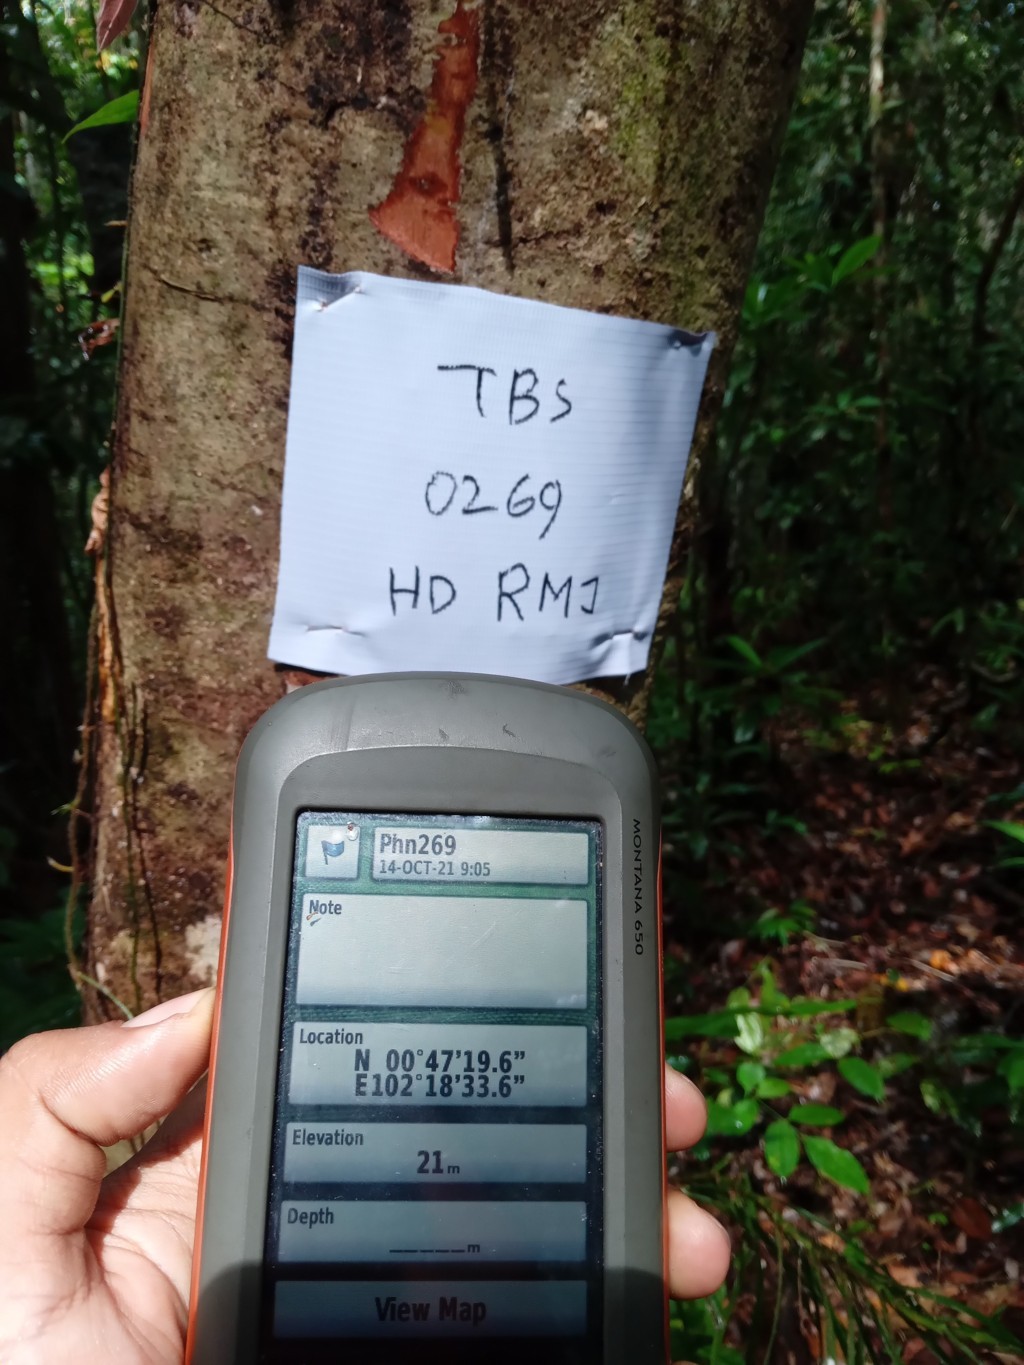 TBS
0269
HD RMJ
MONTANA 650
Phn269
14-OCT-21 9:05
Note
Location
N 00°47'19.6"
E102°18'33.6"
Elevation
21m
Depth
_____m
View Map